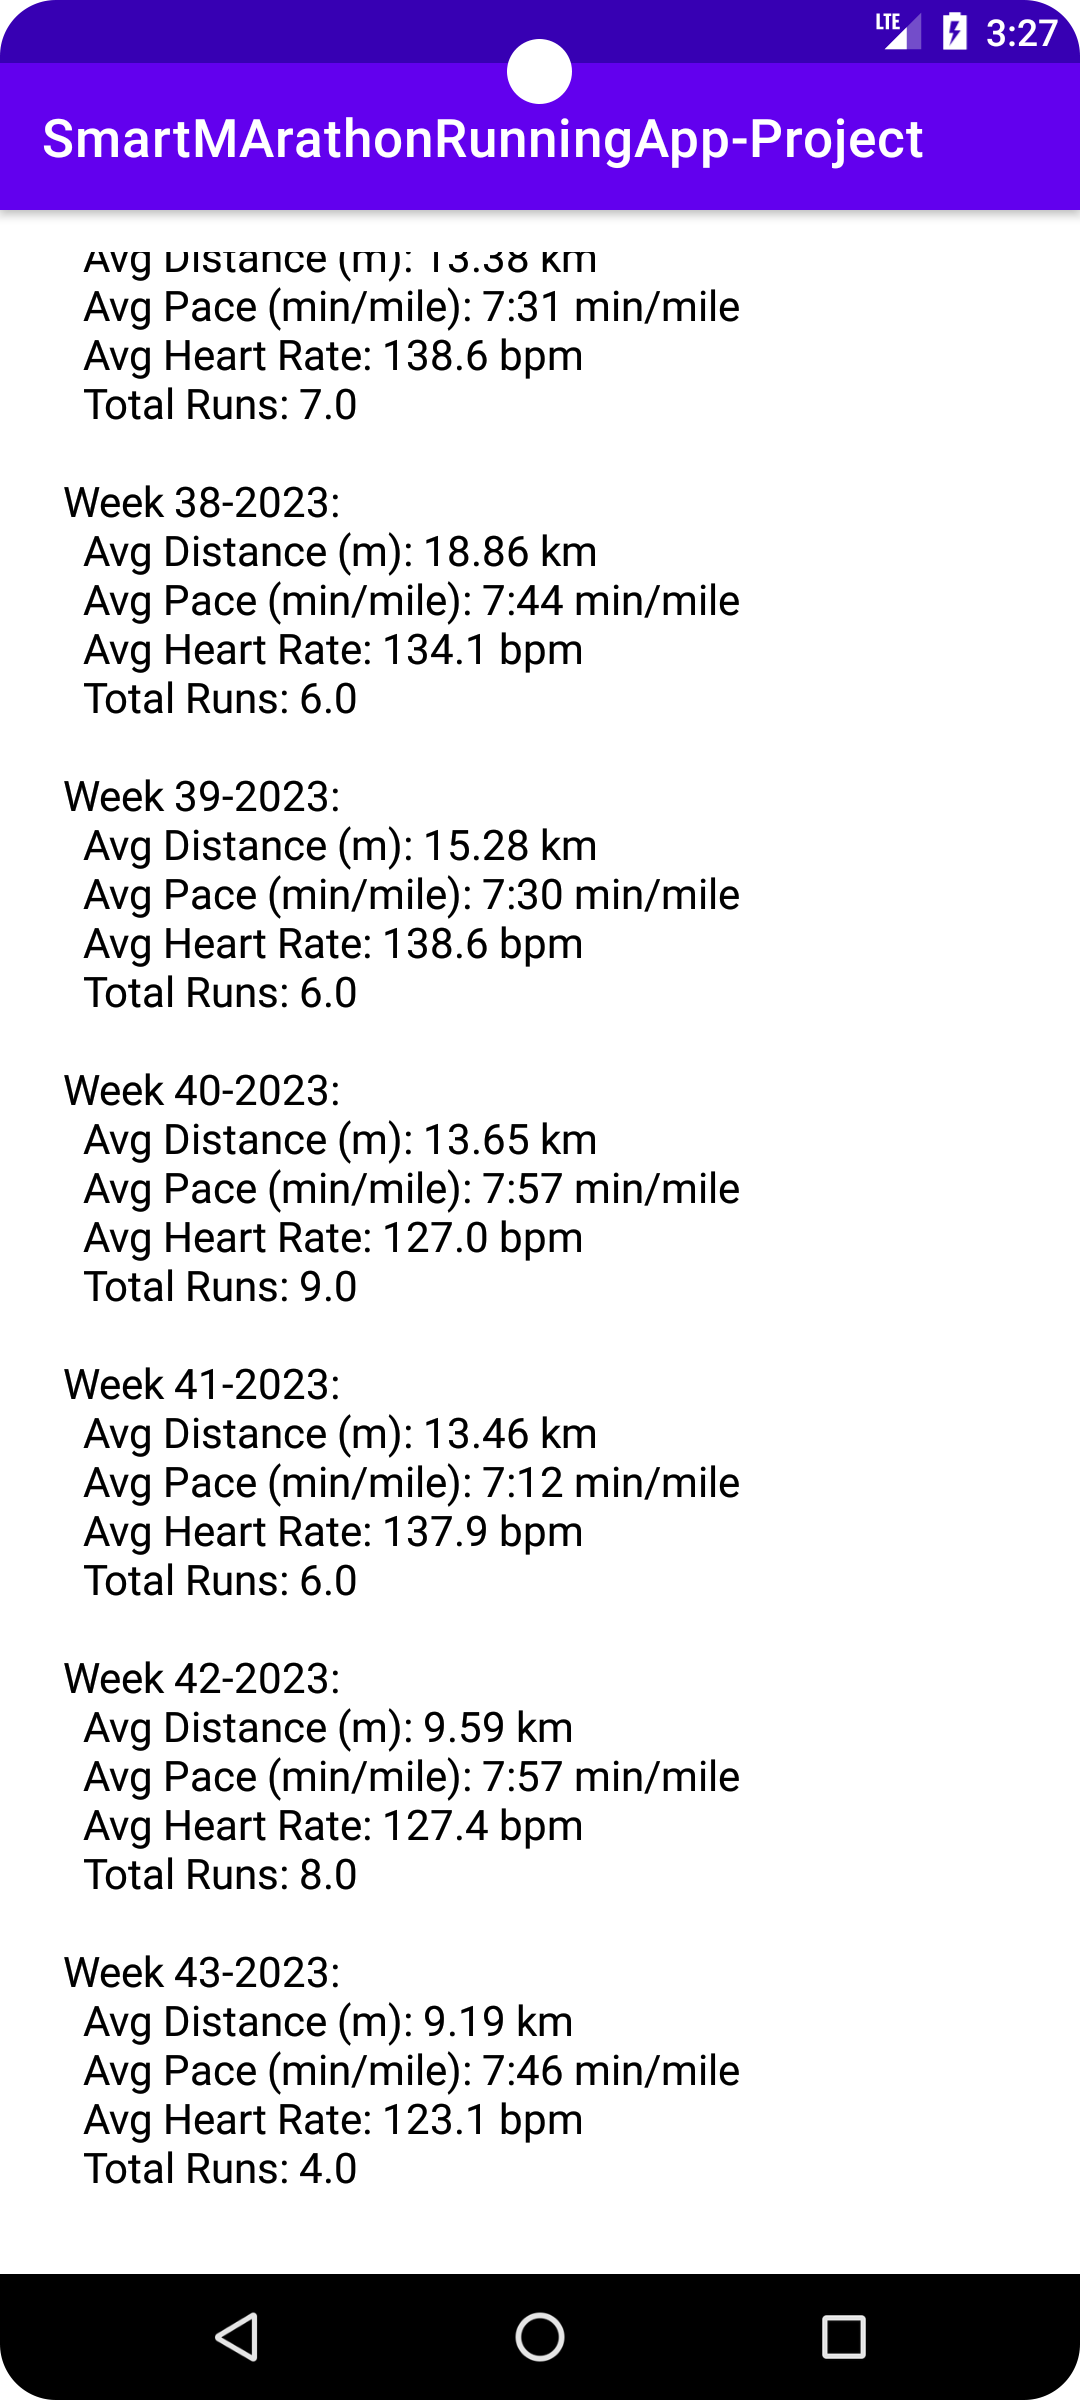 LTE 3:27
SmartMArathonRunningApp-Project
Avg Distance (m): 13.38 km
Avg Pace (min/mile): 7:31 min/mile
Avg Heart Rate: 138.6 bpm
Total Runs: 7.0
Week 38-2023:
Avg Distance (m): 18.86 km
Avg Pace (min/mile): 7:44 min/mile
Avg Heart Rate: 134.1 bpm
Total Runs: 6.0
Week 39-2023:
Avg Distance (m): 15.28 km
Avg Pace (min/mile): 7:30 min/mile
Avg Heart Rate: 138.6 bpm
Total Runs: 6.0
Week 40-2023:
Avg Distance (m): 13.65 km
Avg Pace (min/mile): 7:57 min/mile
Avg Heart Rate: 127.0 bpm
Total Runs: 9.0
Week 41-2023:
Avg Distance (m): 13.46 km
Avg Pace (min/mile): 7:12 min/mile
Avg Heart Rate: 137.9 bpm
Total Runs: 6.0
Week 42-2023:
Avg Distance (m): 9.59 km
Avg Pace (min/mile): 7:57 min/mile
Avg Heart Rate: 127.4 bpm
Total Runs: 8.0
Week 43-2023:
Avg Distance (m): 9.19 km
Avg Pace (min/mile): 7:46 min/mile
Avg Heart Rate: 123.1 bpm
Total Runs: 4.0